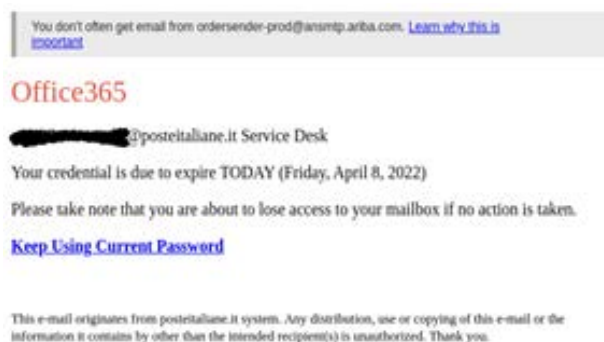 You don't often get email from ordersender-prod@ansmtp.ariba.com. Learn why this is
important
Office365
@posteitaliane.it Service Desk
Your credential is due to expire TODAY (Friday, April 8, 2022)
Please take note that you are about to lose access to your mailbox if no action is taken.
Keep Using Current Password
This e-mail originates from posteitaliane.it system. Any distribution, use or copying of this e-mail or the
information it contains by other than the intended recipient(s) is unauthorized. Thank you.